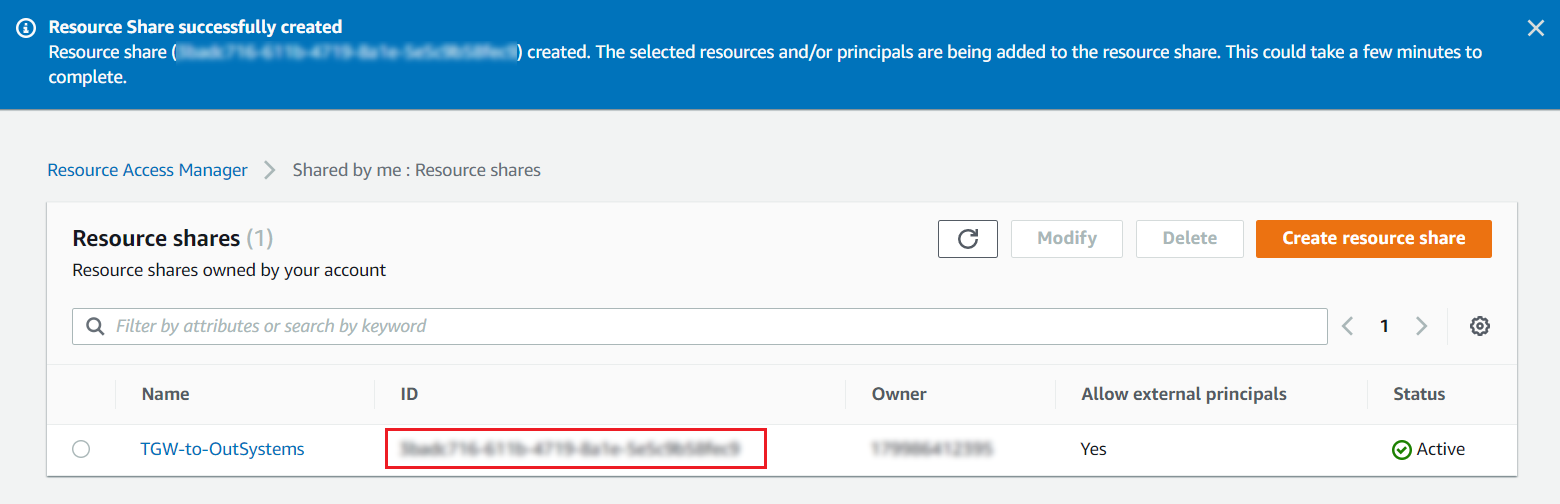 Resource Share successfully created
Resource share () created. The selected resources and/or principals are being added to the resource share. This could take a few minutes to
complete.
Resource Access Manager > Shared by me : Resource shares
Resource shares (1) Modify Delete Create resource share
Resource shares owned by your account
Filter by attributes or search by keyword 1
Name ID Owner Allow external principals Status
TGW-to-OutSystems Yes Active